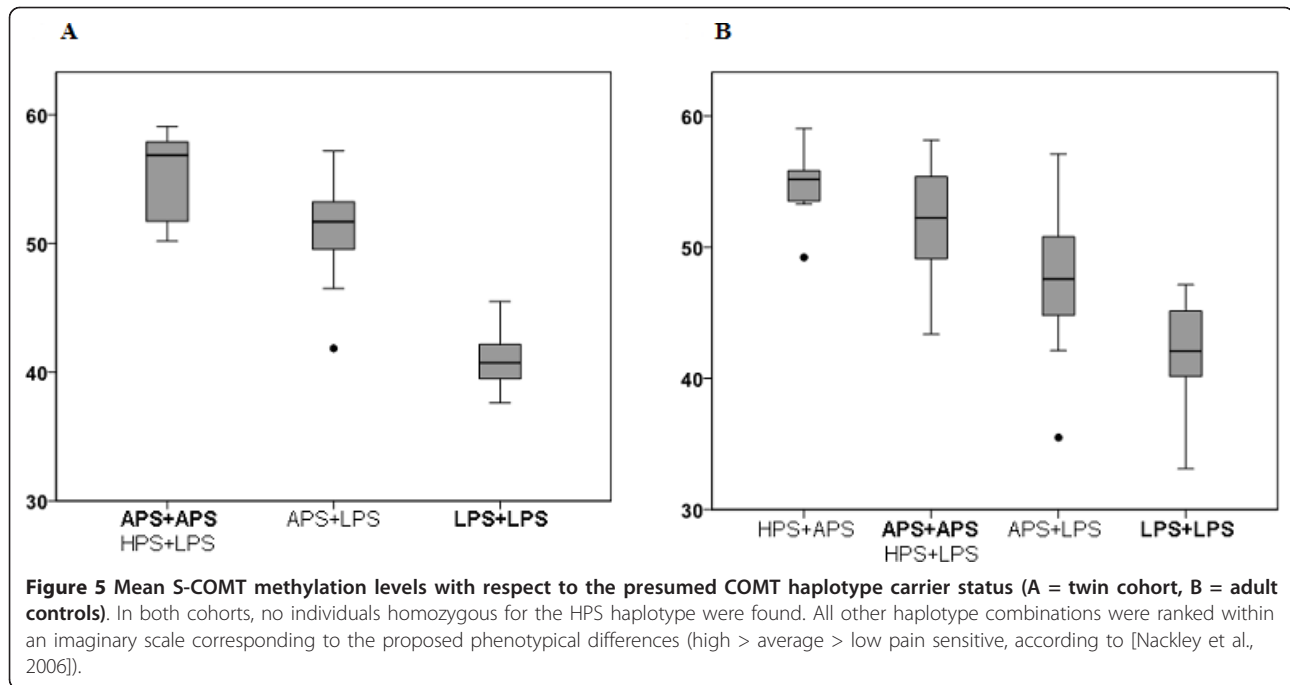 A
B
60
50
40
30
APS+APS
HPS+LPS
APS+LPS
LPS+LPS
60
50
40
30
HPS+APS
APS+APS
HPS+LPS
APS+LPS
LPS+LPS
Figure 5 Mean S-COMT methylation levels with respect to the presumed COMT haplotype carrier status (A = twin cohort, B = adult
controls). In both cohorts, no individuals homozygous for the HPS haplotype were found. All other haplotype combinations were ranked within
an imaginary scale corresponding to the proposed phenotypical differences (high > average > low pain sensitive, according to [Nackley et al.,
2006]).